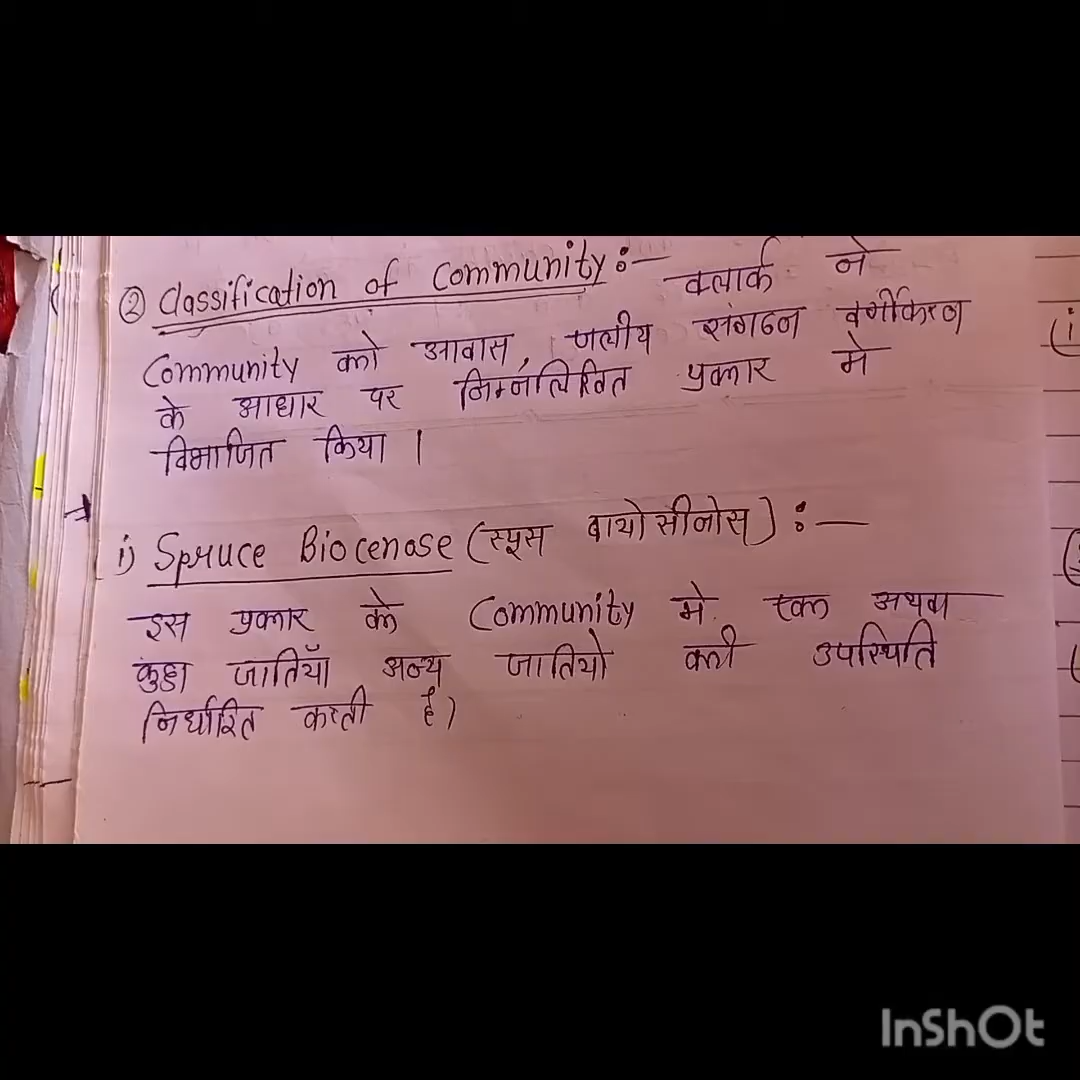 ② Classification of Community :— क्लार्क ने
Community को आवास, जलीय संगठन वर्गीकरण
के आधार पर निम्नलिखित प्रकार मे
विभाजित किया ।
i) Spruce Biocenose (स्प्रूस बायोसीनोस) :—
इस प्रकार के Community मे एक अथवा
कुछ जातियाँ अन्य जातियो की उपस्थिति
निर्धारित करती है।
InShOt